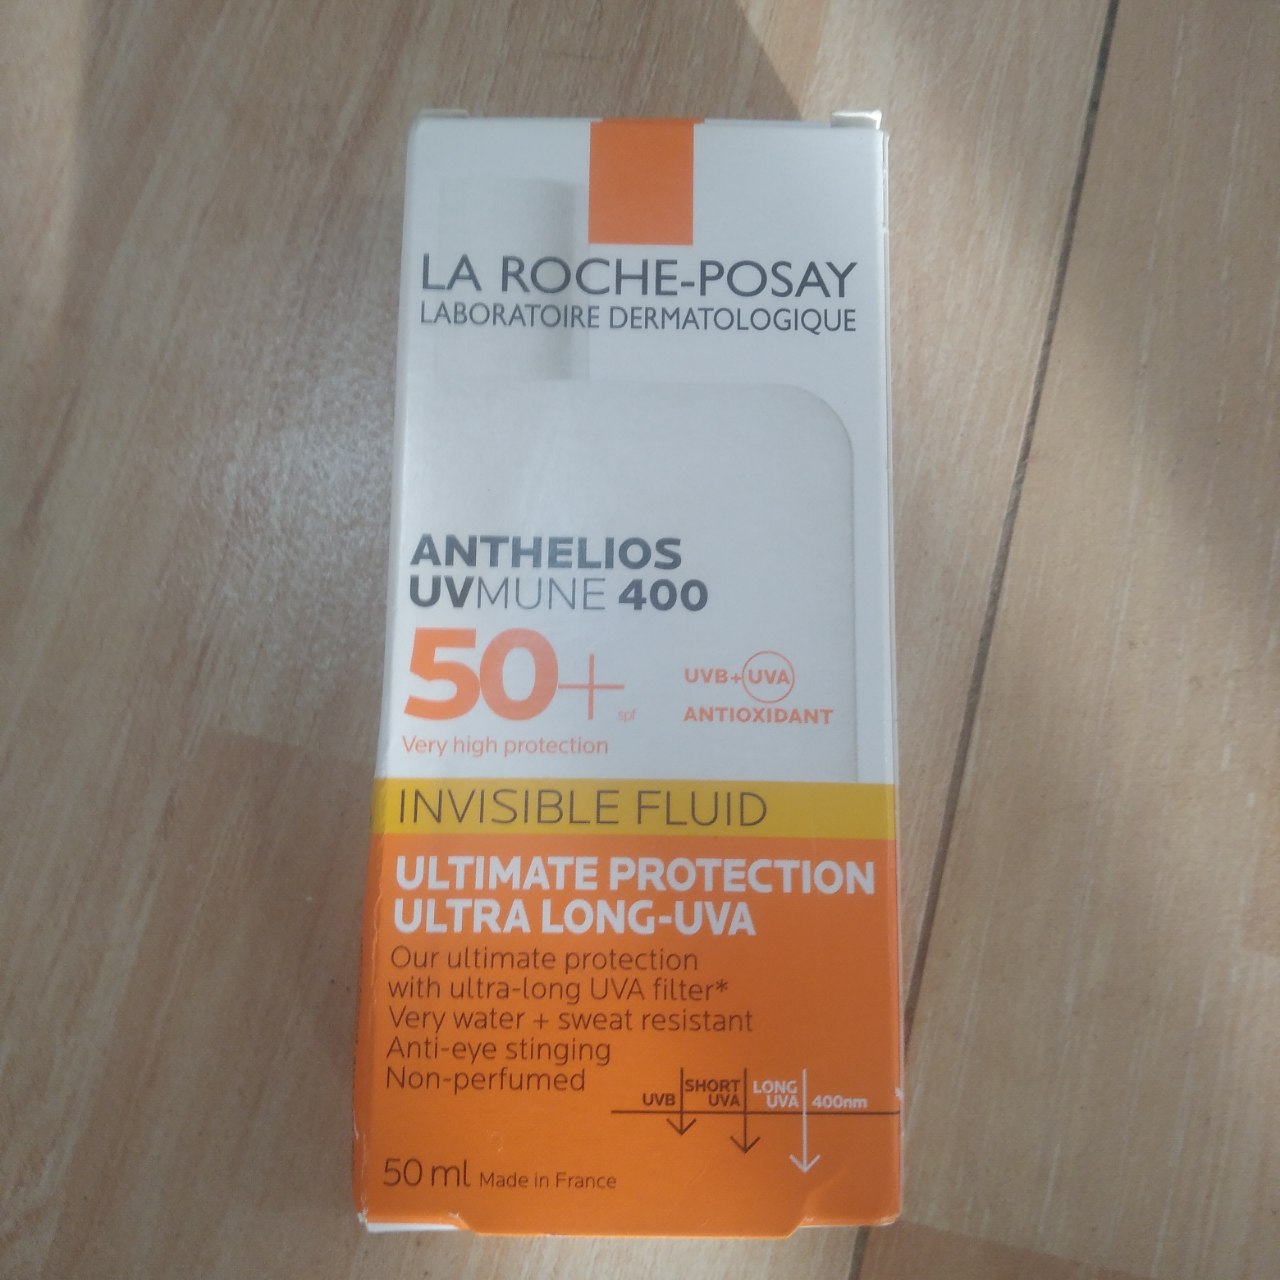 LA ROCHE-POSAY
LABORATOIRE DERMATOLOGIQUE
ANTHELIOS
UVMUNE 400
50+
spf
Very high protection
UVB+UVA
ANTIOXIDANT
INVISIBLE FLUID
ULTIMATE PROTECTION
ULTRA LONG-UVA
Our ultimate protection
with ultra-long UVA filter*
Very water + sweat resistant
Anti-eye stinging
Non-perfumed
UVB
SHORT
UVA
LONG
UVA
400nm
50 ml Made in France